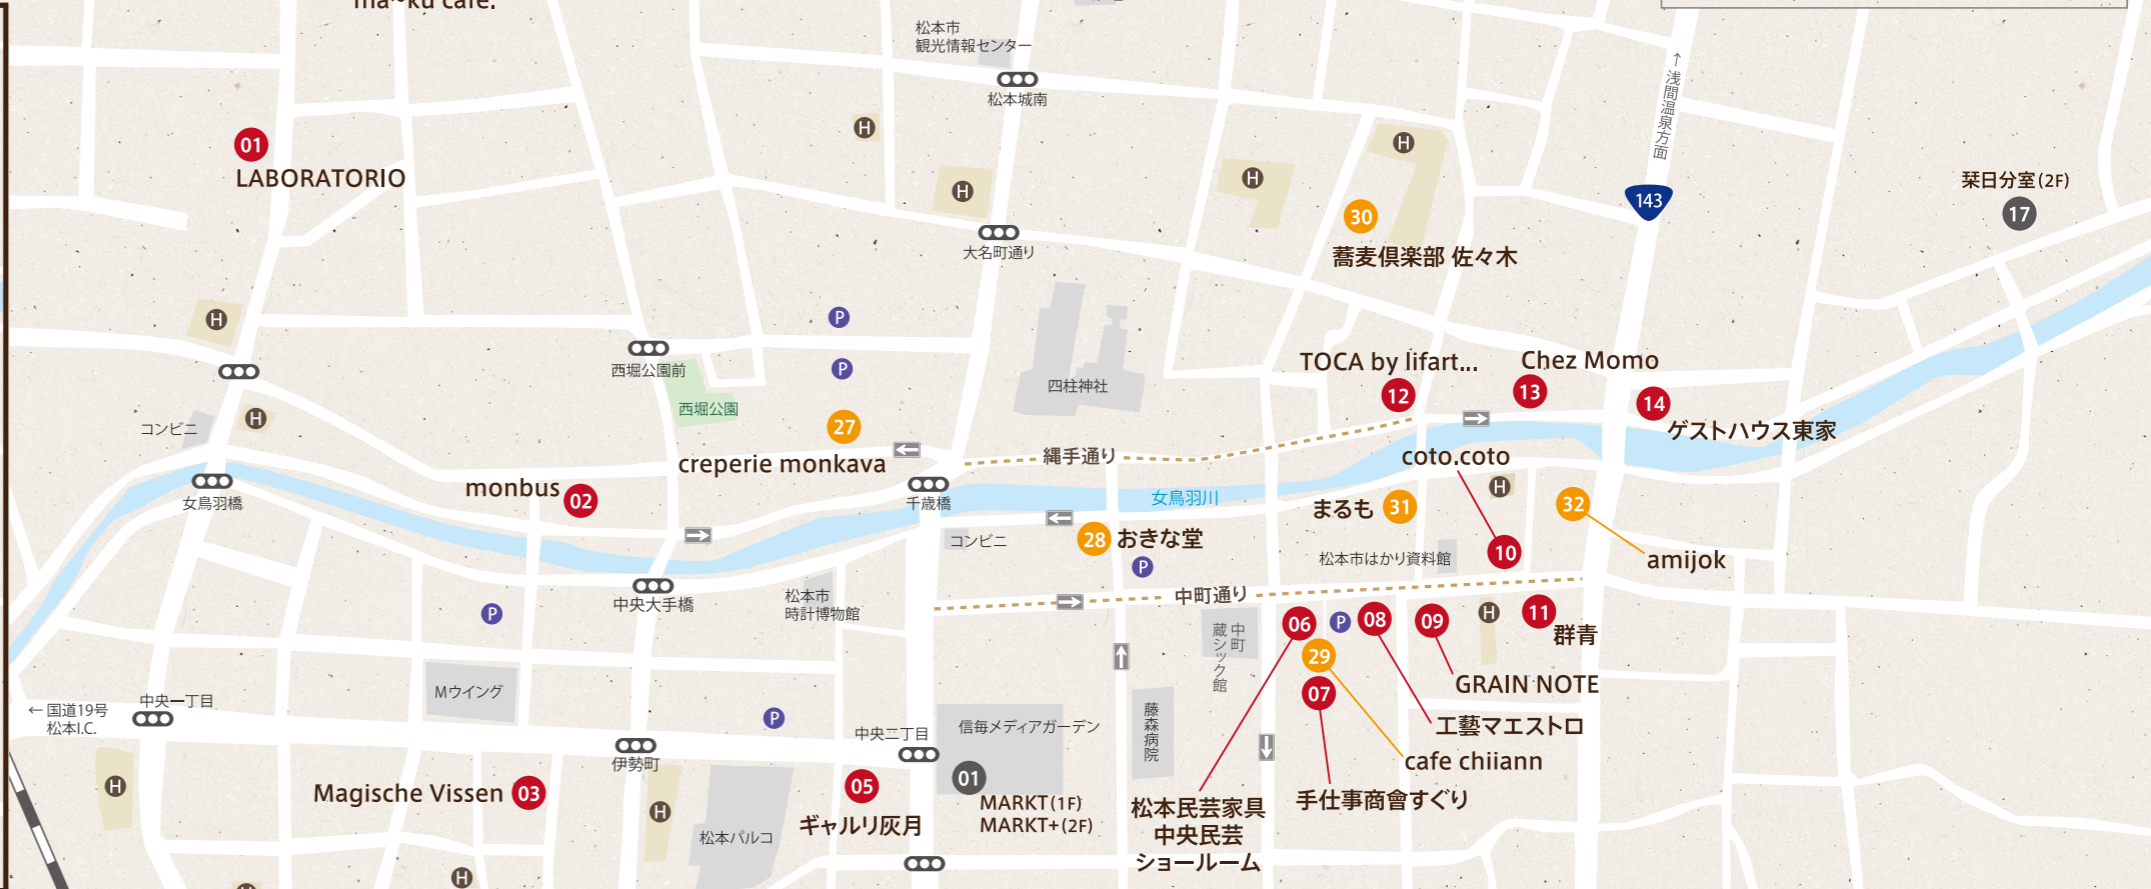 ma~ku café.
松本市
観光情報センター
松本城南
↑浅間温泉方面
H
01
LABORATORIO
H
H
H
143
栞日分室(2F)
17
30
蕎麦倶楽部 佐々木
大名町通り
H
P
西堀公園前
P
四柱神社
TOCA by lifart...
12
Chez Momo
13
14
ゲストハウス東家
コンビニ
H
西堀公園
27
creperie monkava
縄手通り
coto.coto
女鳥羽橋
monbus
02
千歳橋
女鳥羽川
まるも
31
H
32
amijok
コンビニ
28
おきな堂
P
松本市はかり資料館
10
中央大手橋
松本市
時計博物館
P
中町通り
中町
蔵シック館
06
P
08
09
H
11
群青
29
07
GRAIN NOTE
工藝マエストロ
cafe chiiann
手仕事商會すぐり
松本民芸家具
中央民芸
ショールーム
Mウイング
← 国道19号
松本I.C.
中央一丁目
P
伊勢町
中央二丁目
信毎メディアガーデン
藤森病院
H
Magische Vissen
03
H
05
ギャルリ灰月
01
MARKT(1F)
MARKT+(2F)
松本パルコ
H
H